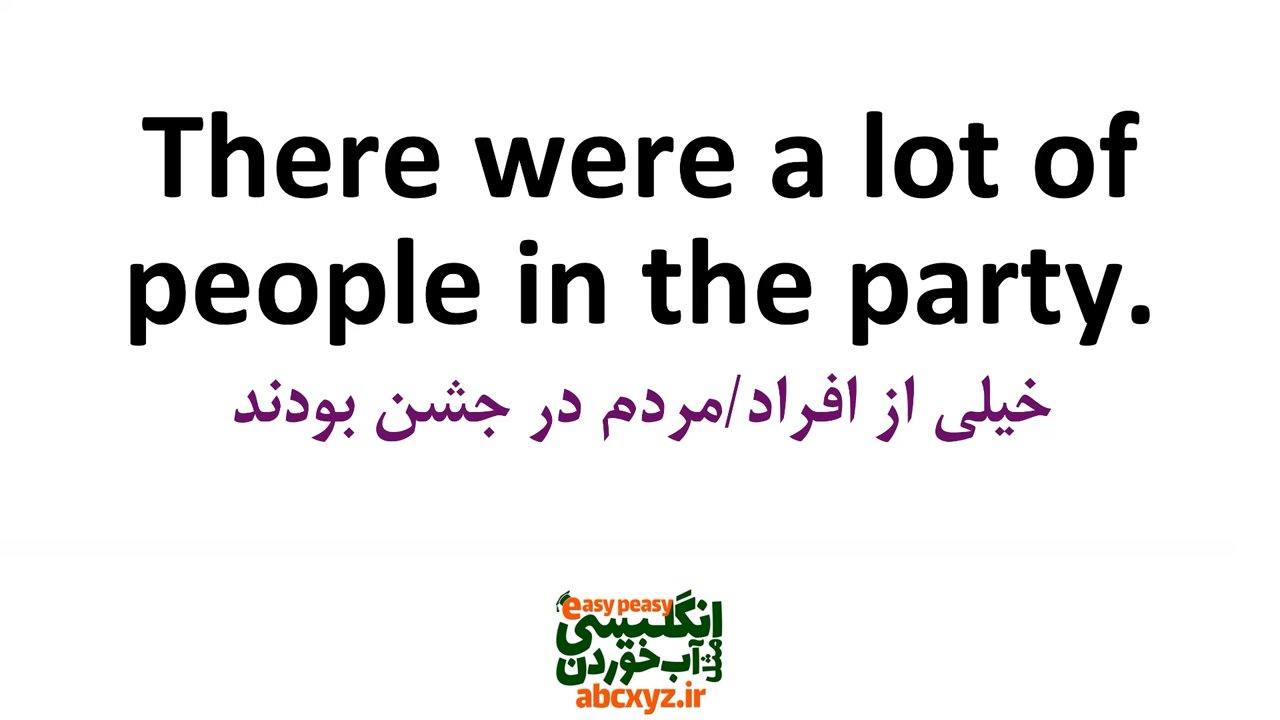 There were a lot of
people in the party.
خیلی از افراد/مردم در جشن بودند
easy peasy
انگلیسی
مثل آب خوردن
abcxyz.ir